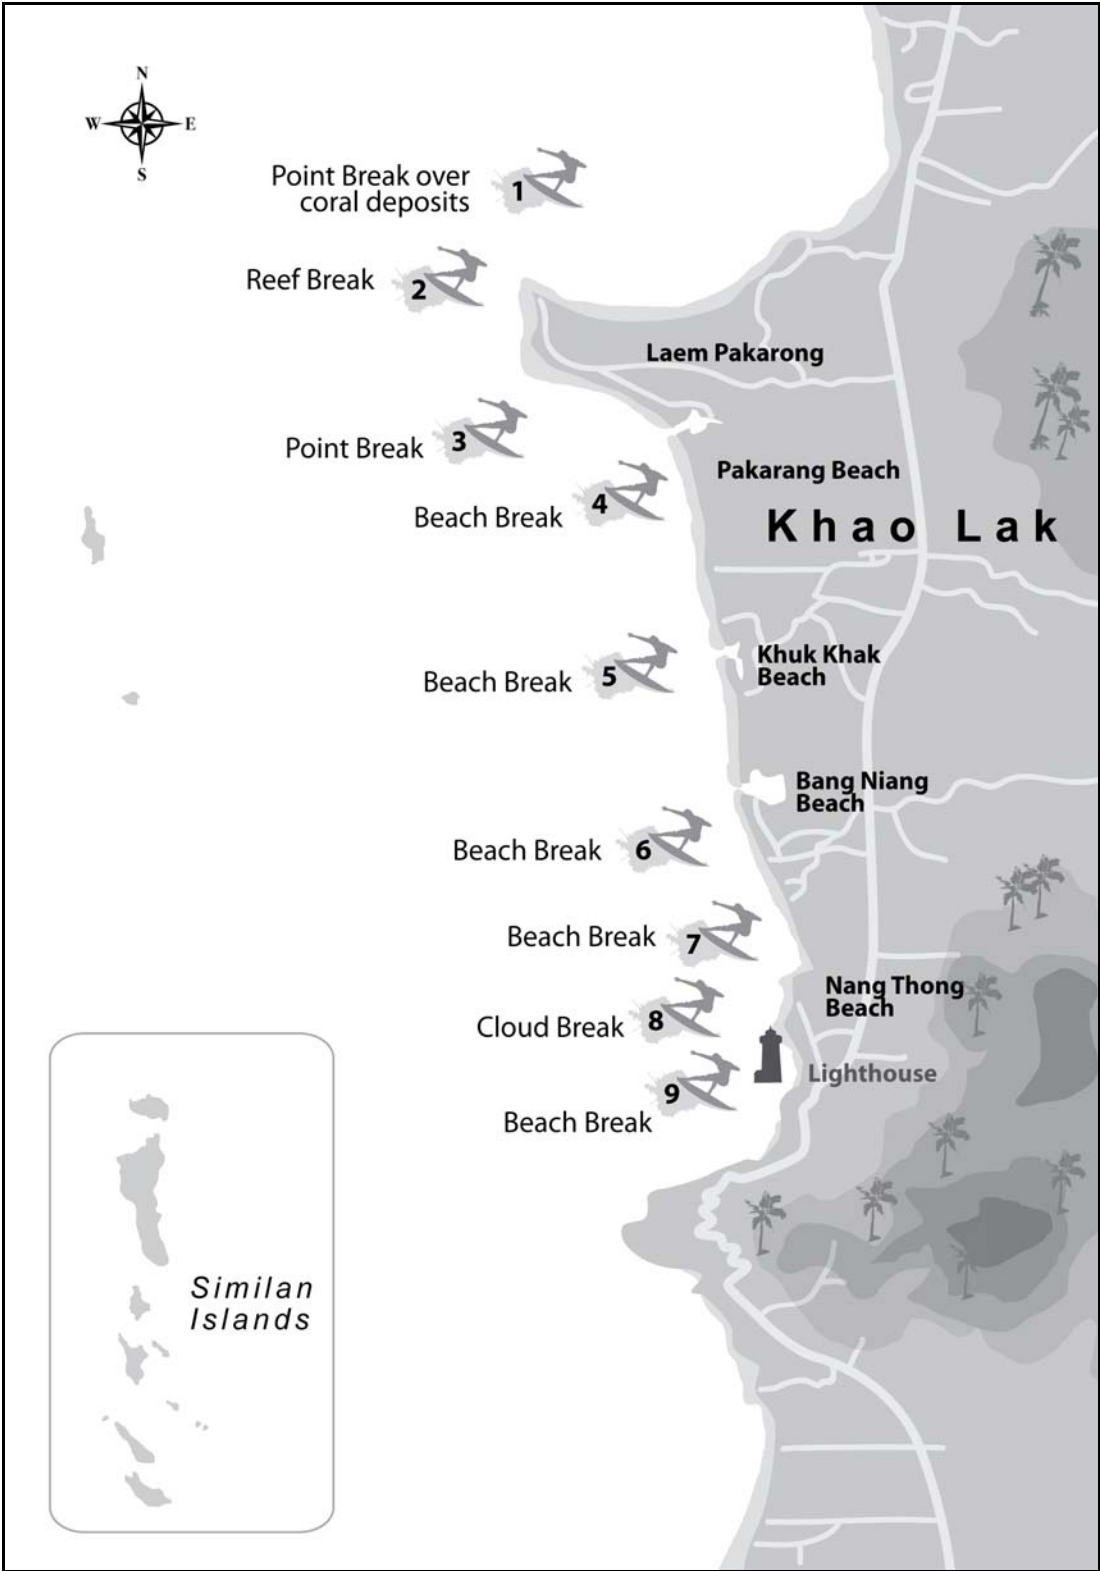 N
W E
S
Point Break over
coral deposits
1
Reef Break
2
Laem Pakarong
Point Break
3
Pakarang Beach
Beach Break
4
Khao Lak
Beach Break
5
Khuk Khak
Beach
Bang Niang
Beach
Beach Break
6
Beach Break
7
Nang Thong
Beach
Cloud Break
8
Lighthouse
9
Beach Break
Similan
Islands